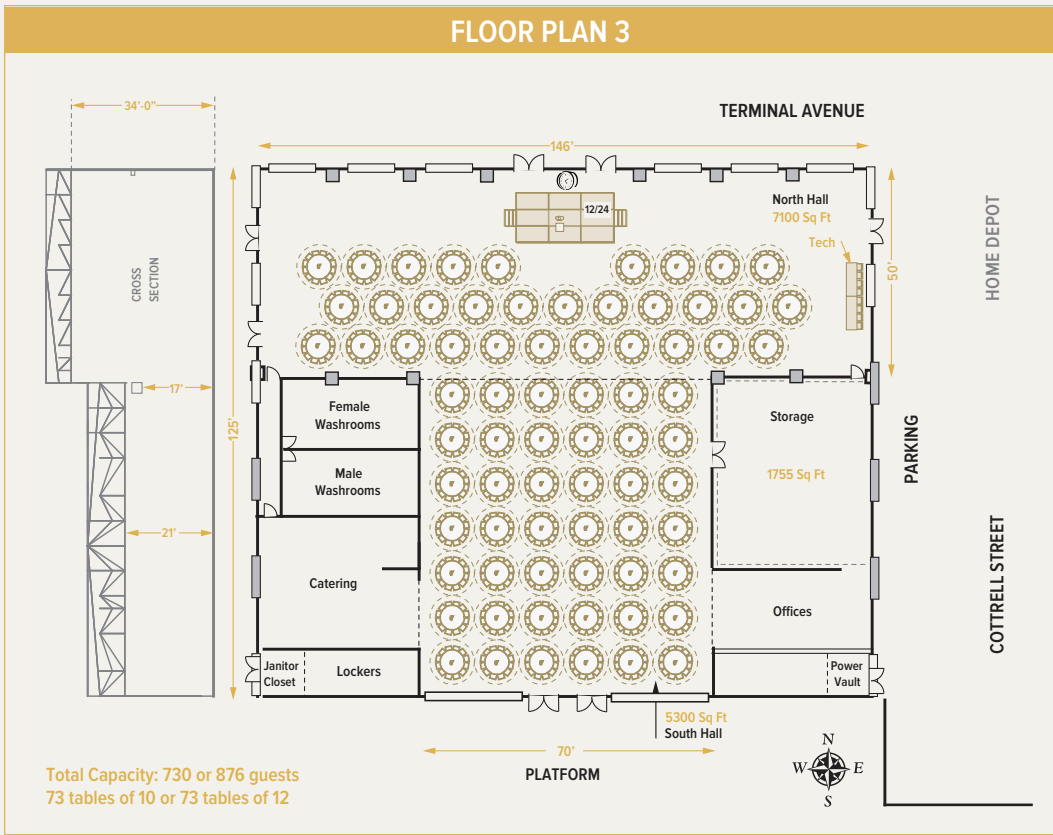 FLOOR PLAN 3
34'-0"
TERMINAL AVENUE
146'
12/24
North Hall
7100 Sq Ft
Tech
50'
HOME DEPOT
CROSS
SECTION
17'
125'
Female
Washrooms
Storage
Male
Washrooms
1755 Sq Ft
PARKING
21'
Catering
Offices
COTTRELL STREET
Janitor
Closet
Lockers
Power
Vault
5300 Sq Ft
South Hall
70'
PLATFORM
N
W E
S
Total Capacity: 730 or 876 guests
73 tables of 10 or 73 tables of 12